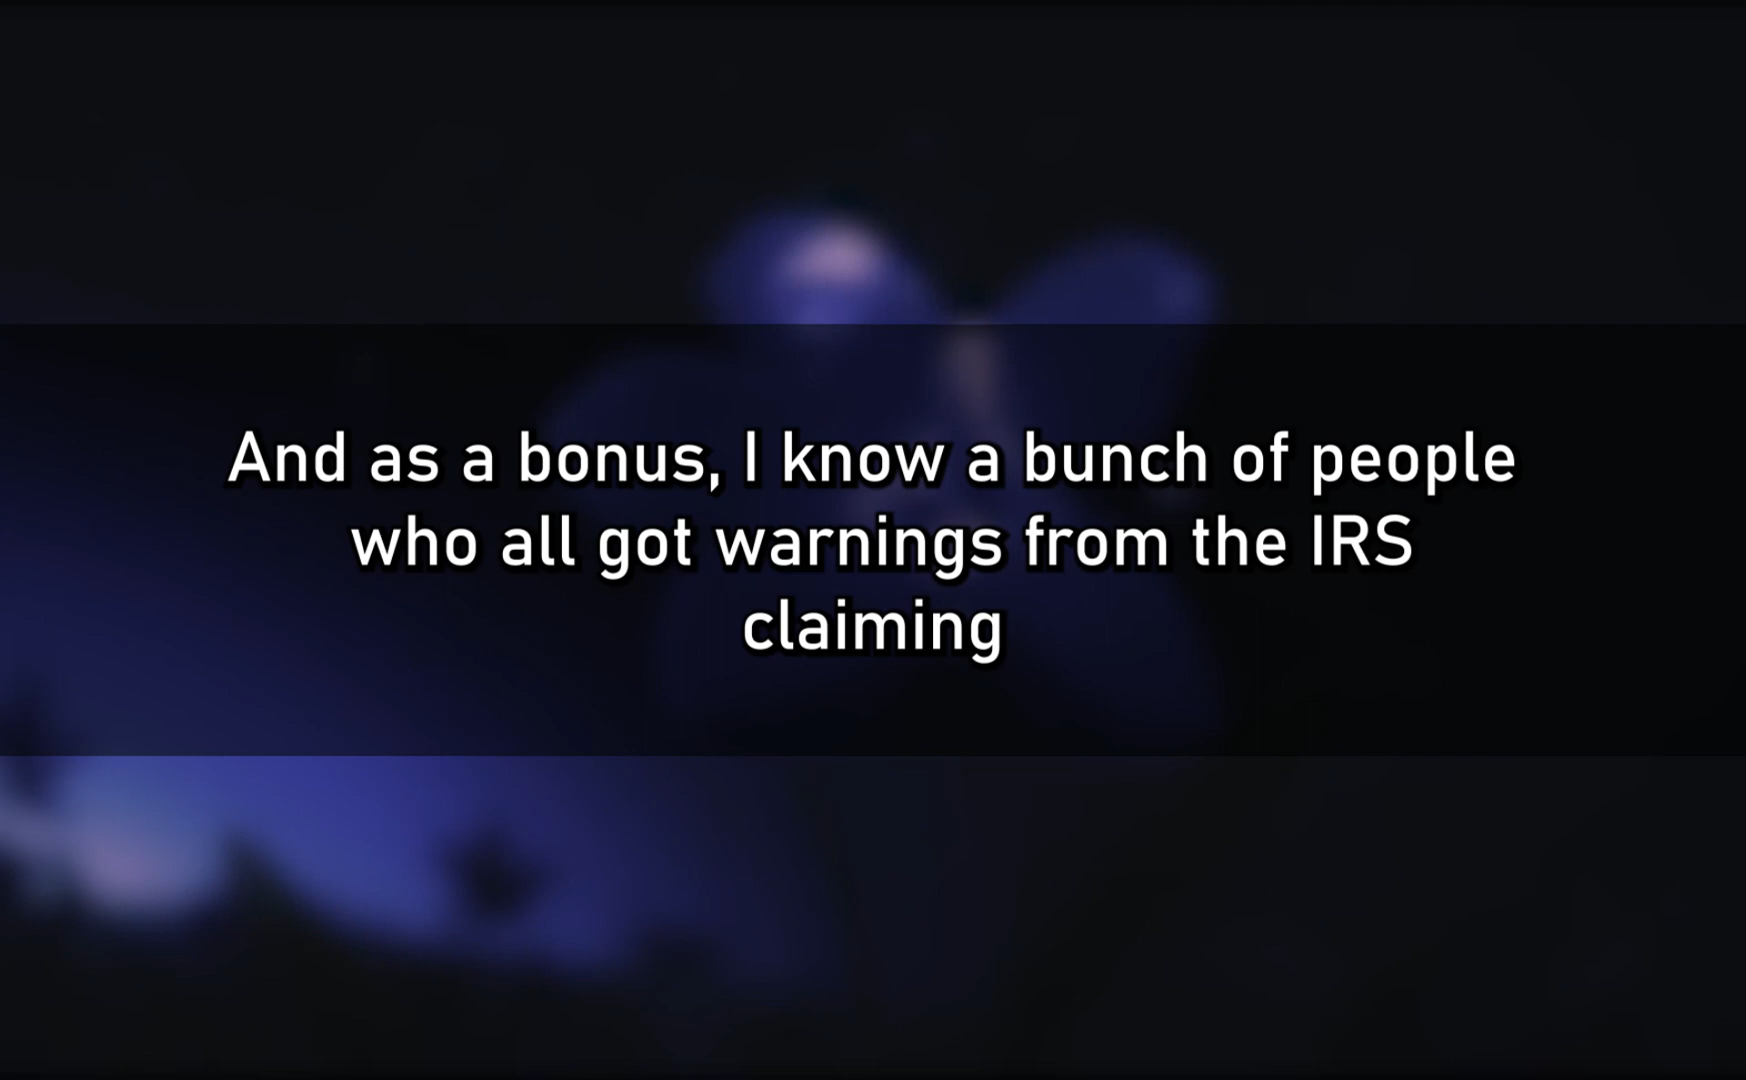 And as a bonus, I know a bunch of people
who all got warnings from the IRS
claiming